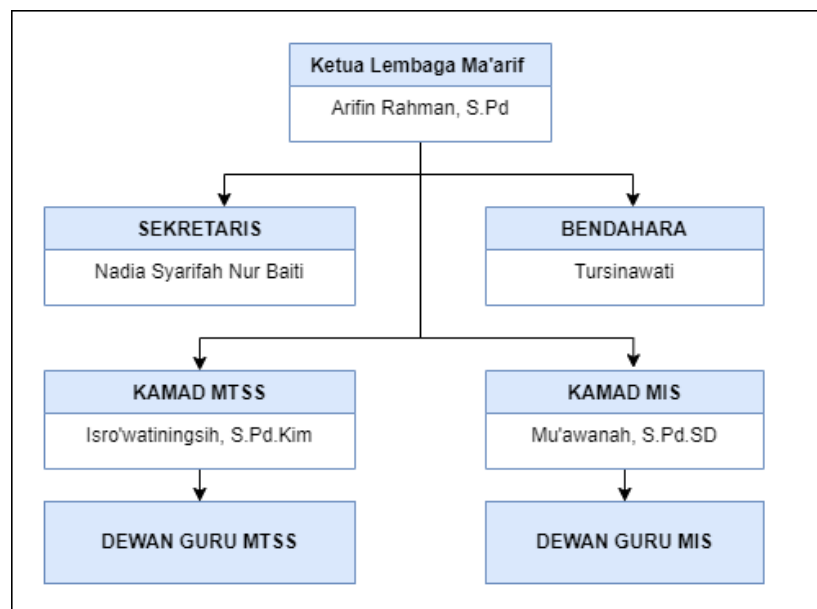 Ketua Lembaga Ma'arif
Arifin Rahman, S.Pd
SEKRETARIS
Nadia Syarifah Nur Baiti
BENDAHARA
Tursinawati
KAMAD MTSS
Isro'watiningsih, S.Pd.Kim
KAMAD MIS
Mu'awanah, S.Pd.SD
DEWAN GURU MTSS
DEWAN GURU MIS